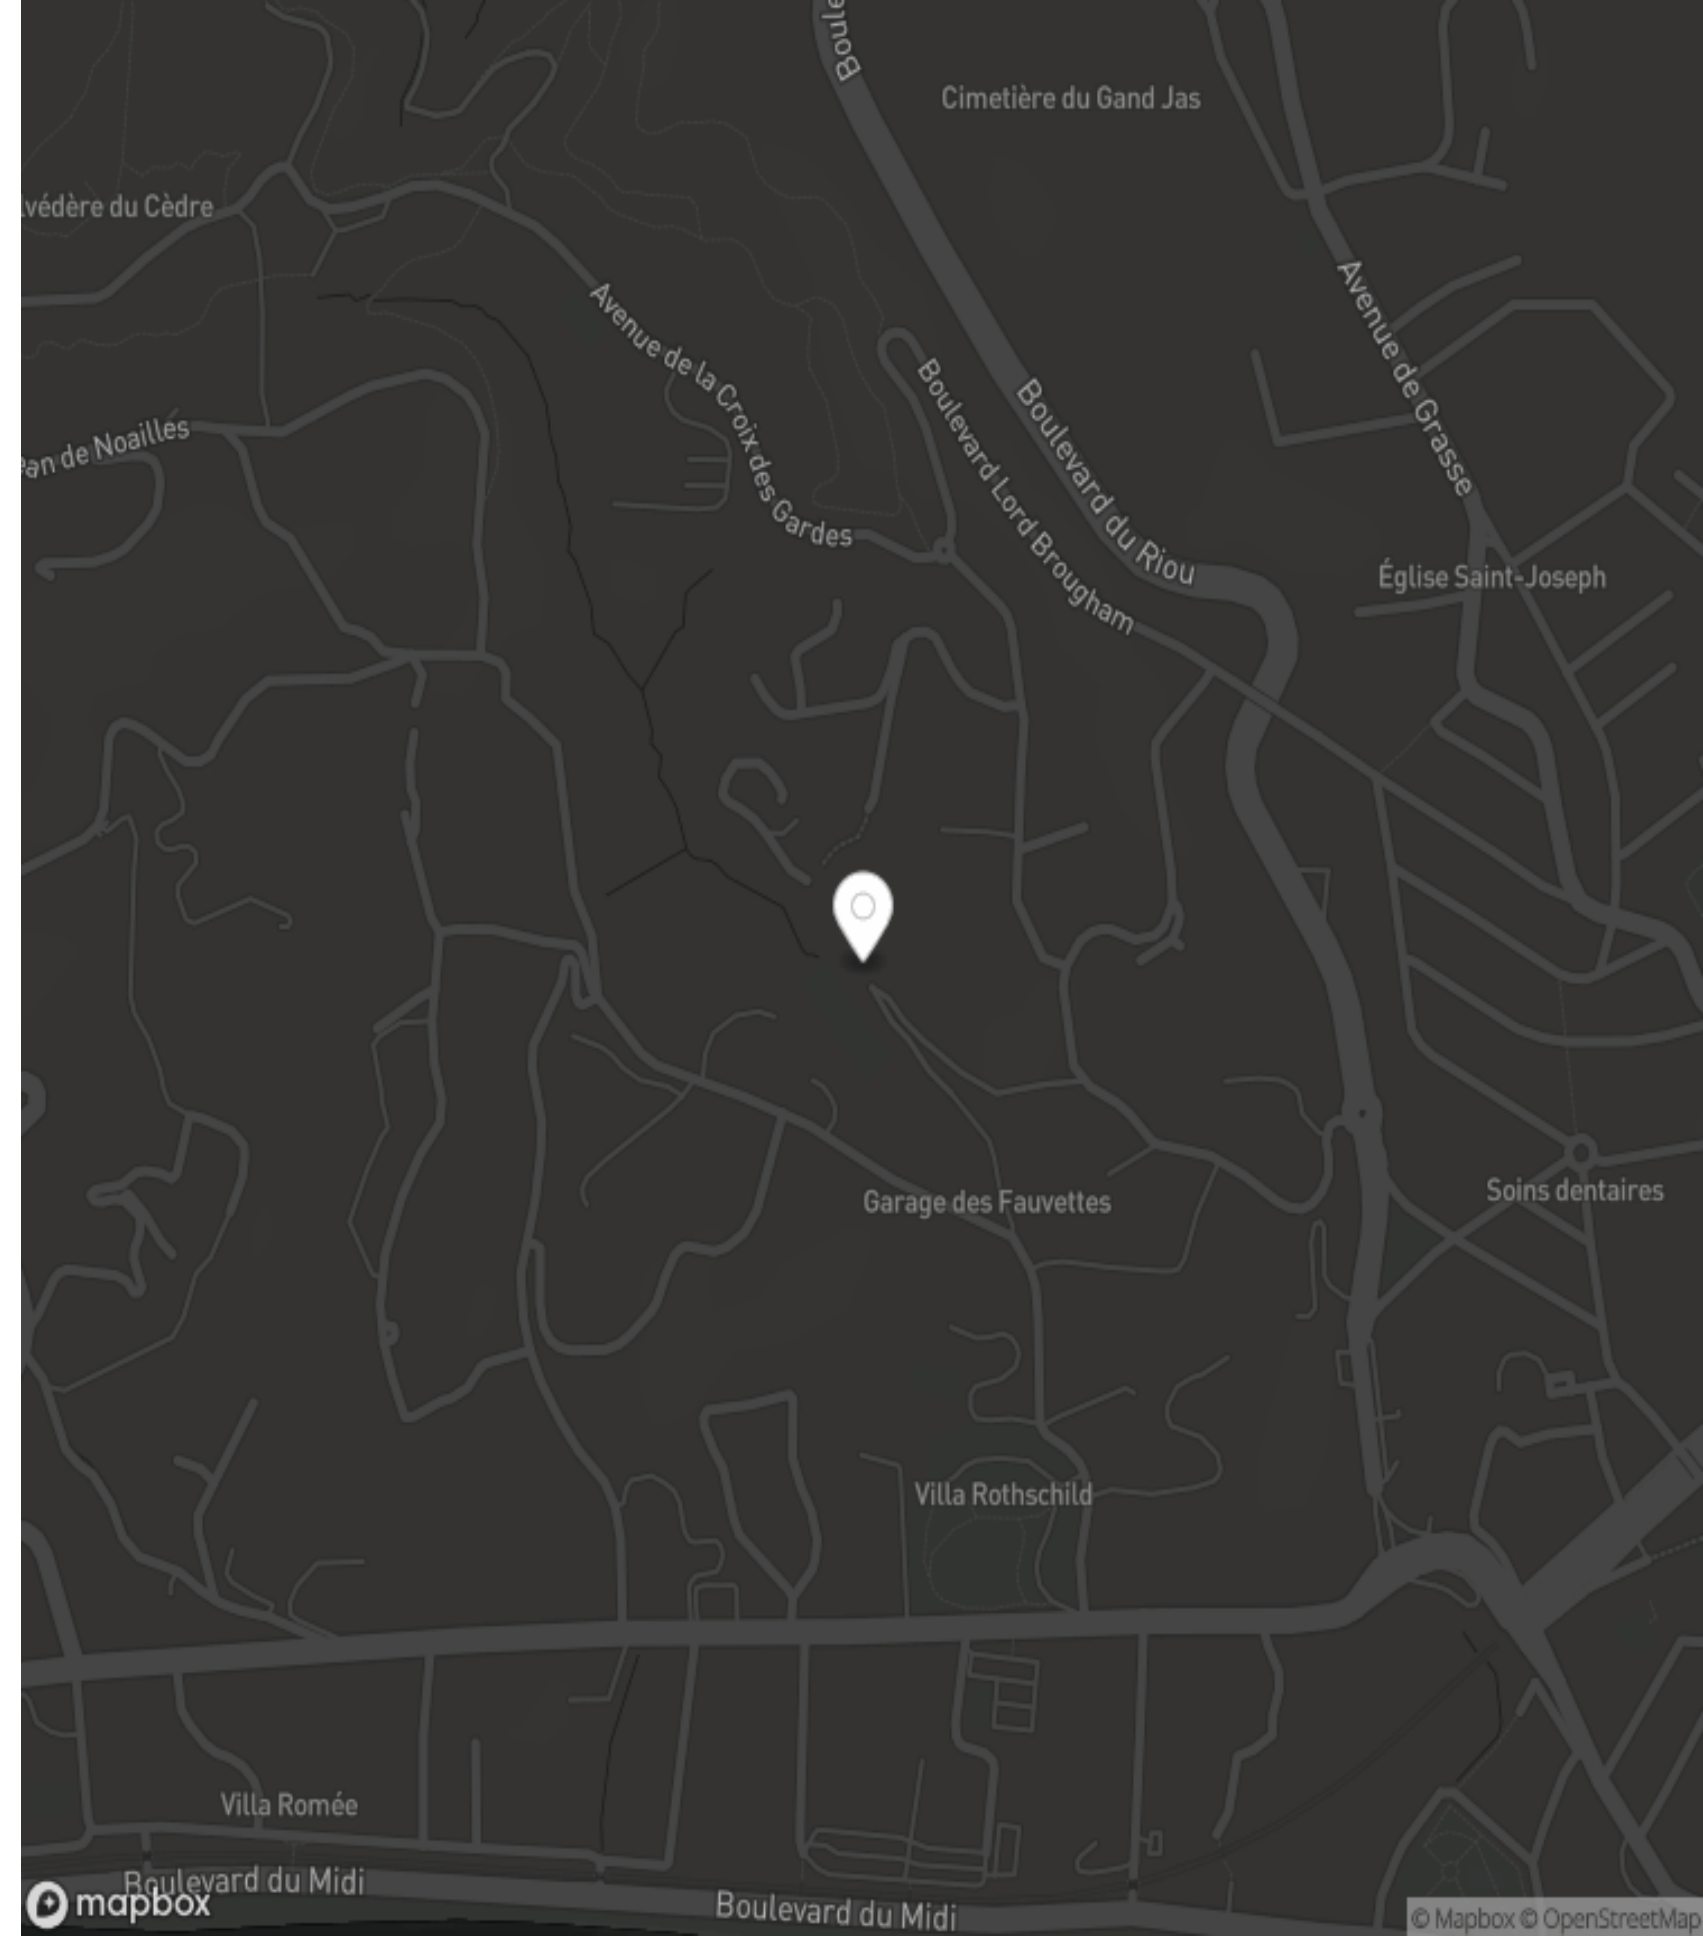 Boule
Cimetière du Gand Jas
lvédère du Cèdre
Avenue de la Croix des Gardes
Avenue de Grasse
Boulevard Lord Brougham
Boulevard du Riou
an de Noailles
Église Saint-Joseph
Garage des Fauvettes
Soins dentaires
Villa Rothschild
Villa Romée
Boulevard du Midi
mapbox
Boulevard du Midi
© Mapbox © OpenStreetMap